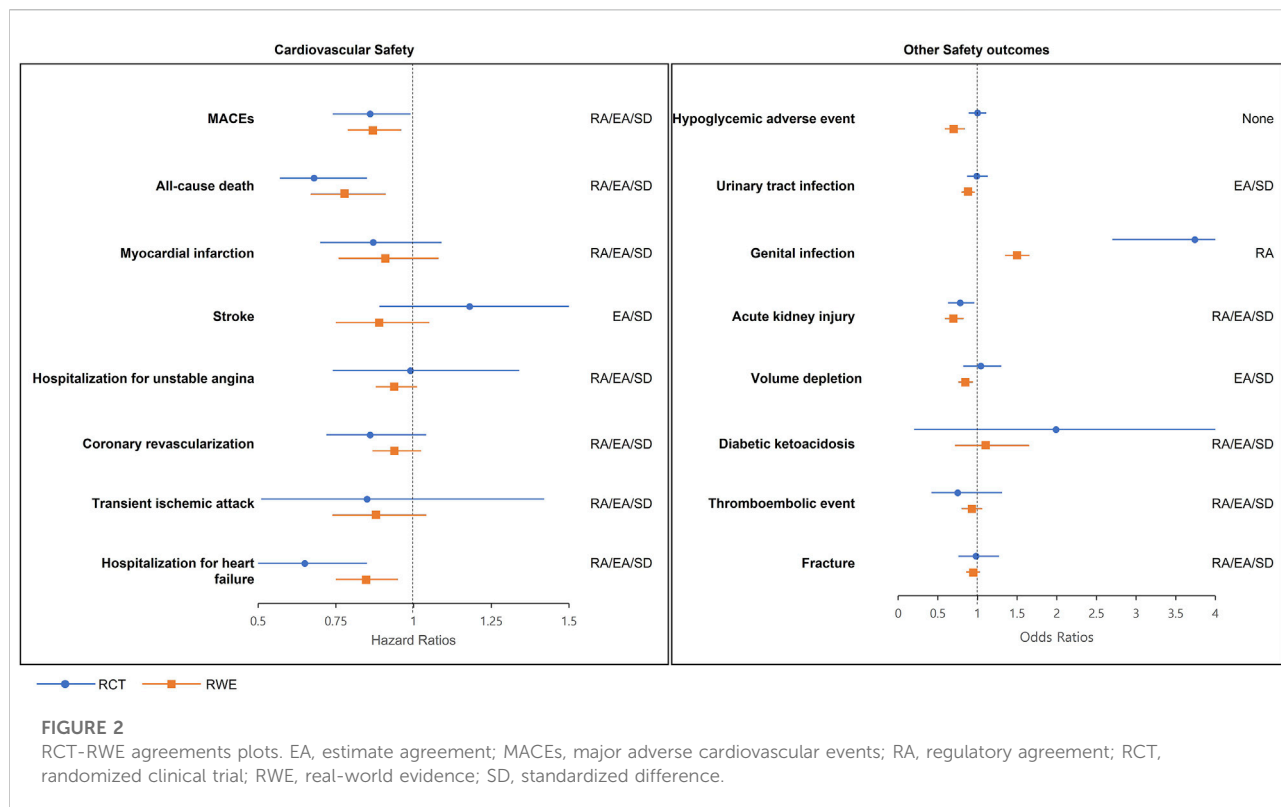 Cardiovascular Safety
MACEs
RA/EA/SD
All-cause death
RA/EA/SD
Myocardial infarction
RA/EA/SD
Stroke
EA/SD
Hospitalization for unstable angina
RA/EA/SD
Coronary revascularization
RA/EA/SD
Transient ischemic attack
RA/EA/SD
Hospitalization for heart
failure
RA/EA/SD
0.5 0.75 1 1.25 1.5
Hazard Ratios
Other Safety outcomes
Hypoglycemic adverse event
None
Urinary tract infection
EA/SD
Genital infection
RA
Acute kidney injury
RA/EA/SD
Volume depletion
EA/SD
Diabetic ketoacidosis
RA/EA/SD
Thromboembolic event
RA/EA/SD
Fracture
RA/EA/SD
0 0.5 1 1.5 2 2.5 3 3.5 4
Odds Ratios
RCT RWE
FIGURE 2
RCT-RWE agreements plots. EA, estimate agreement; MACEs, major adverse cardiovascular events; RA, regulatory agreement; RCT,
randomized clinical trial; RWE, real-world evidence; SD, standardized difference.